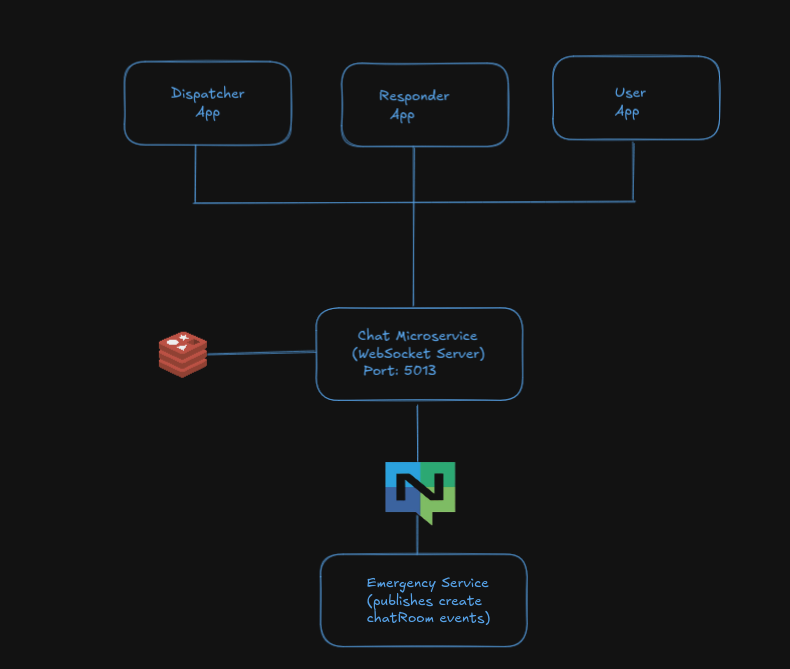 Dispatcher
App
Responder
App
User
App
Chat Microservice
(WebSocket Server)
Port: 5013
N
Emergency Service
(publishes create
chatRoom events)